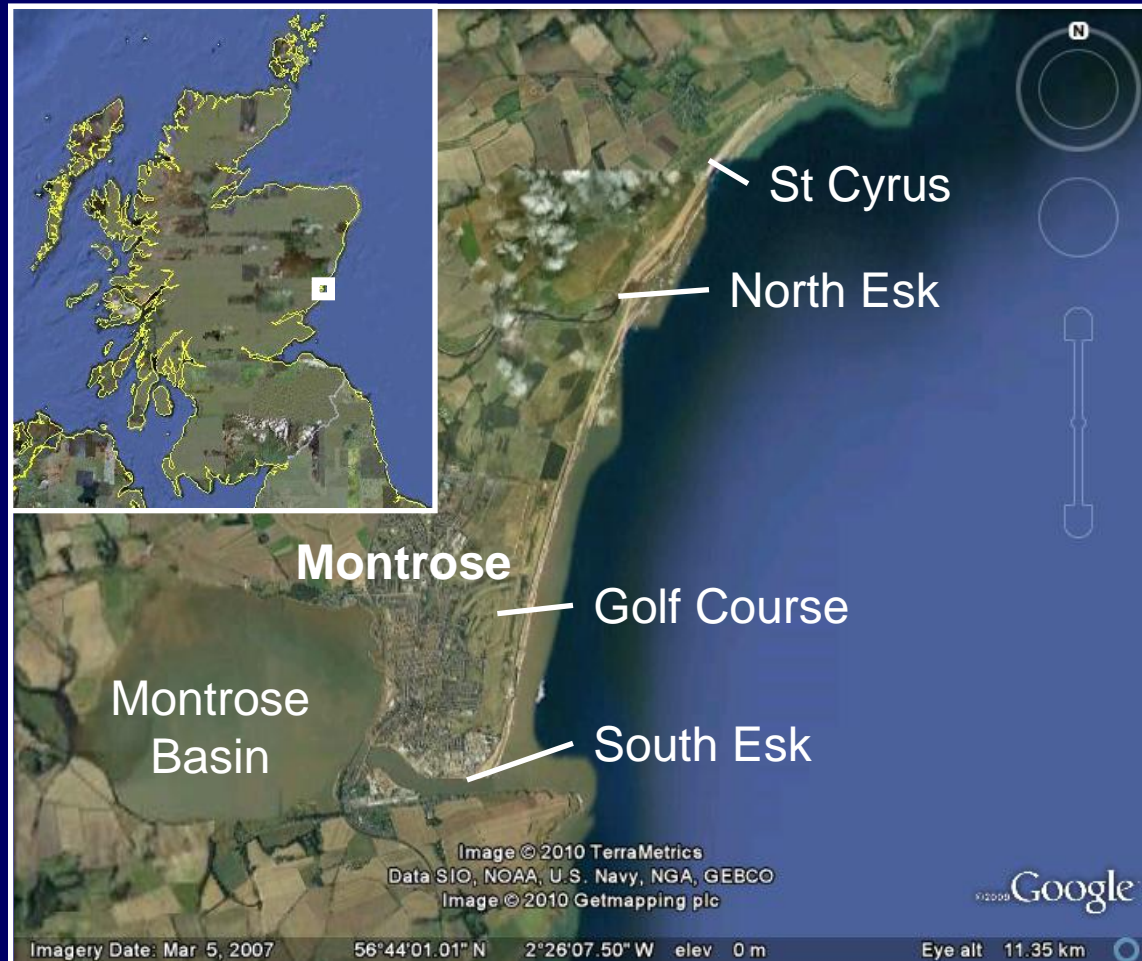 N
St Cyrus
North Esk
Montrose
Golf Course
Montrose
Basin
South Esk
Image © 2010 TerraMetrics
Data SIO, NOAA, U.S. Navy, NGA, GEBCO
Image © 2010 Getmapping plc
©2009 Google
Imagery Date: Mar 5, 2007 56°44'01.01" N 2°26'07.50" W elev 0 m Eye alt 11.35 km